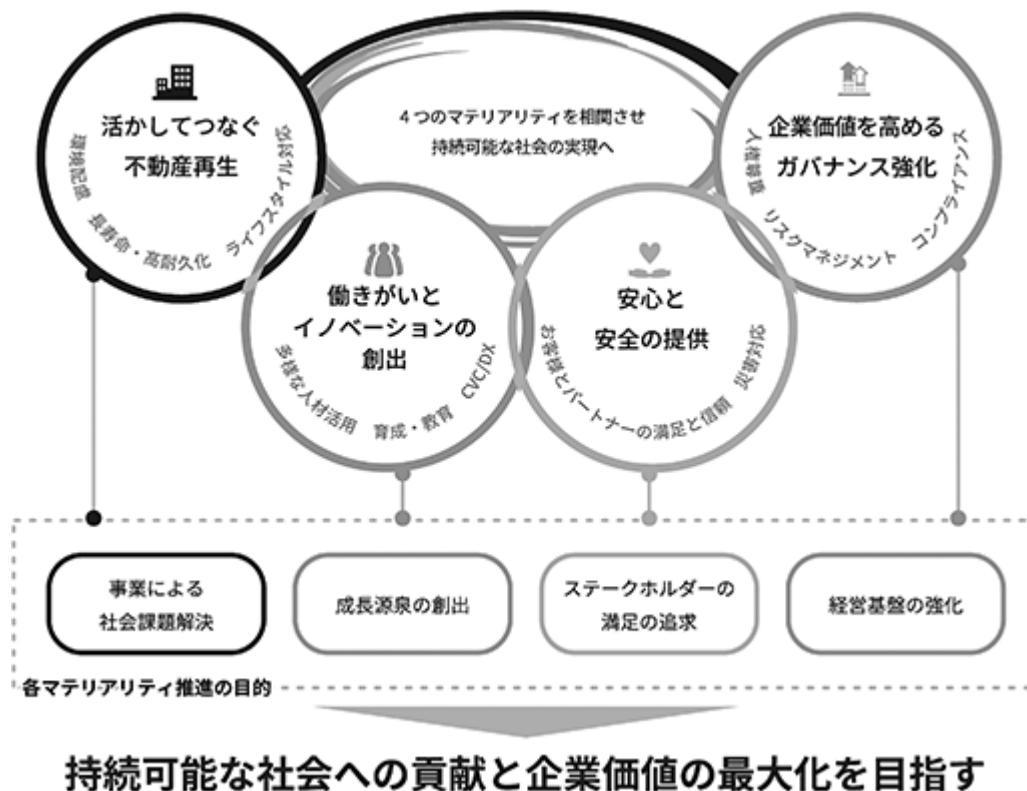 活かしてつなぐ
不動産再生
環境配慮 長寿命・高耐久化 ライフスタイル対応
4つのマテリアリティを相関させ
持続可能な社会の実現へ
企業価値を高める
ガバナンス強化
人権尊重 リスクマネジメント コンプライアンス
働きがいと
イノベーションの
創出
多様な人材活用 育成・教育 CVC/DX
安心と
安全の提供
お客様とパートナーの満足と信頼 災害対応
事業による
社会課題解決
成長源泉の創出
ステークホルダーの
満足の追求
経営基盤の強化
各マテリアリティ推進の目的
持続可能な社会への貢献と企業価値の最大化を目指す